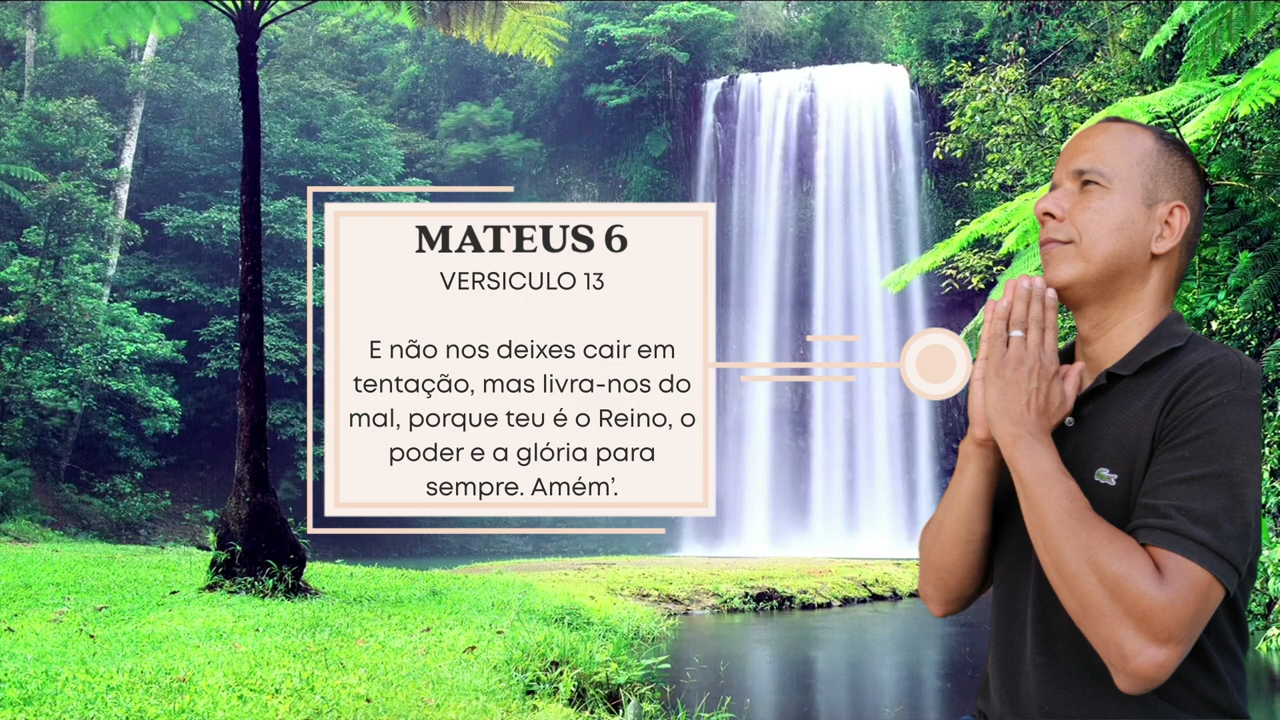 MATEUS 6
VERSICULO 13
E não nos deixes cair em
tentação, mas livra-nos do
mal, porque teu é o Reino, o
poder e a glória para
sempre. Amém’.